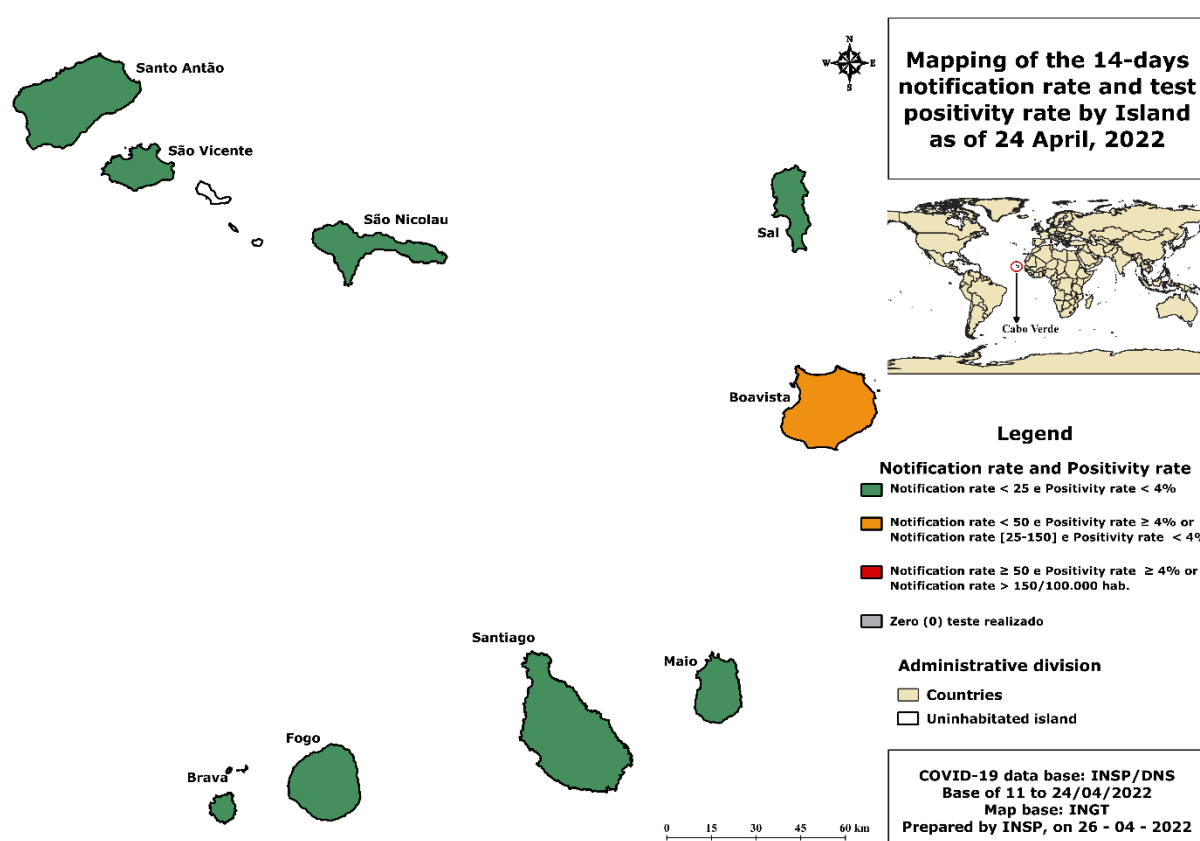 Mapping of the 14-days
notification rate and test
positivity rate by Island
as of 24 April, 2022
N
W
E
S
Santo Antão
São Vicente
São Nicolau
Sal
Boavista
Cabo Verde
Legend
Notification rate and Positivity rate
Notification rate < 25 e Positivity rate < 4%
Notification rate < 50 e Positivity rate ≥ 4% or
Notification rate [25-150] e Positivity rate < 4%
Notification rate ≥ 50 e Positivity rate ≥ 4% or
Notification rate > 150/100.000 hab.
Zero (0) teste realizado
Administrative division
Countries
Uninhabitated island
Santiago
Maio
Fogo
Brava
0 15 30 45 60 km
COVID-19 data base: INSP/DNS
Base of 11 to 24/04/2022
Map base: INGT
Prepared by INSP, on 26 - 04 - 2022